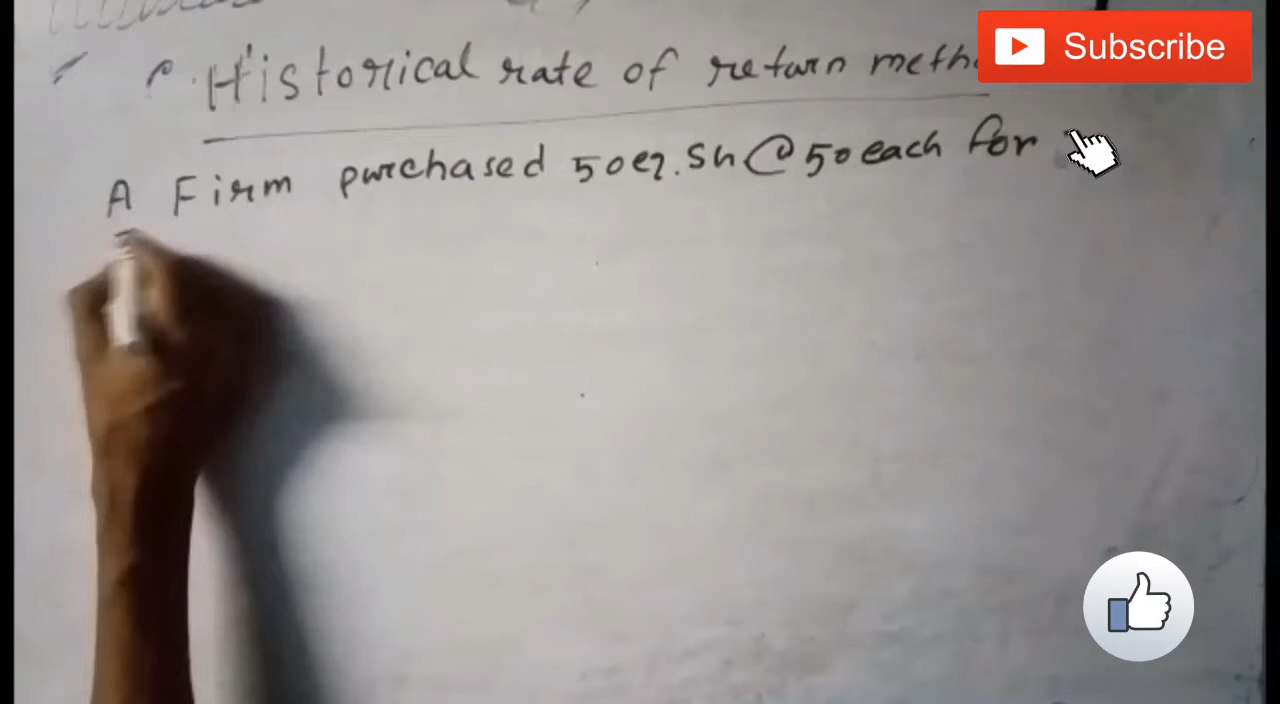 Subscribe
Historical rate of return meth
A Firm purchased 50 eq. Sh @ 50 each for